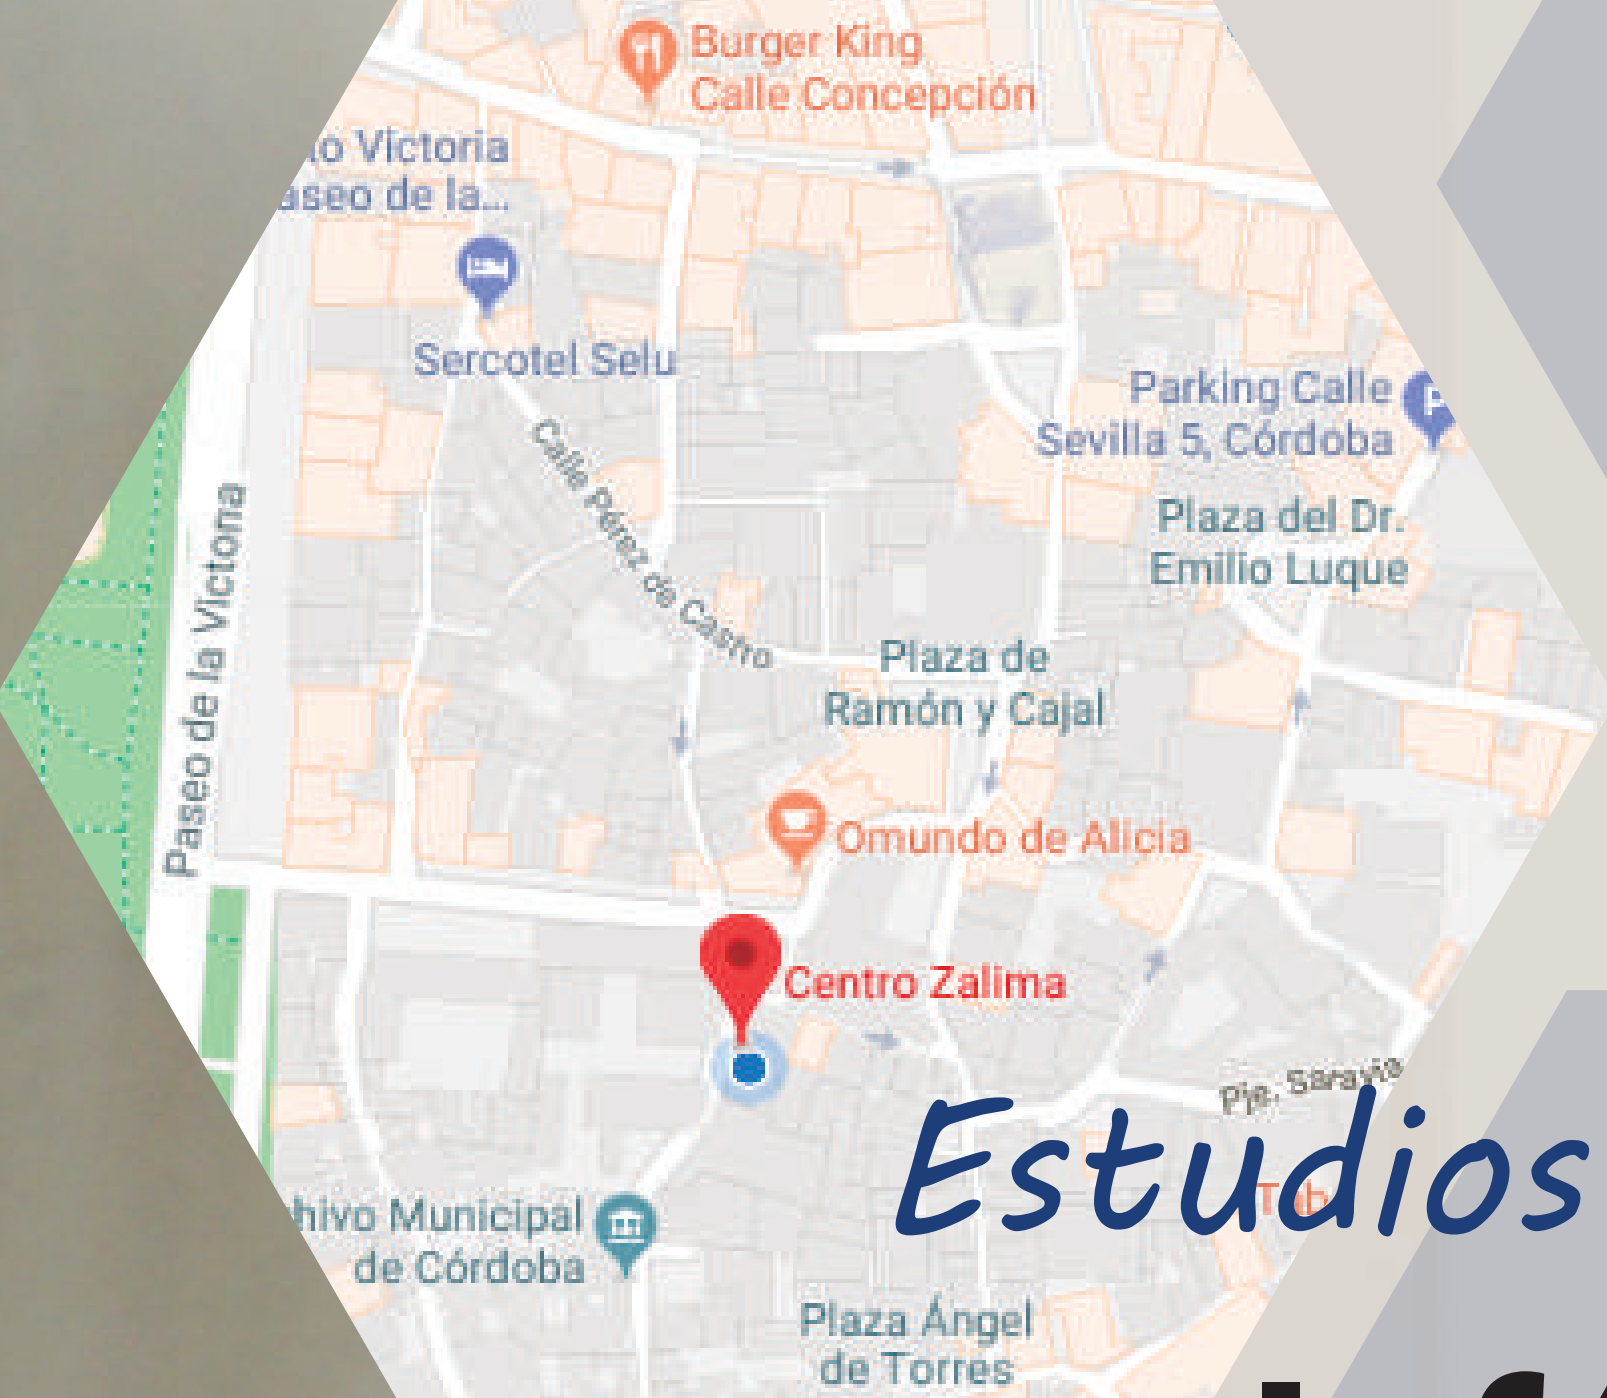 Burger King
Calle Concepción
Victoria
de la...
Sercotel Selu
Parking Calle
Sevilla 5, Córdoba
Calle Pérez de Castro
Plaza del Dr.
Emilio Luque
Paseo de la Victoria
Plaza de
Ramón y Cajal
Omundo de Alicia
Centro Zalima
Pje. Saravia
Estudios
Municipal
de Córdoba
Plaza Ángel
de Torres